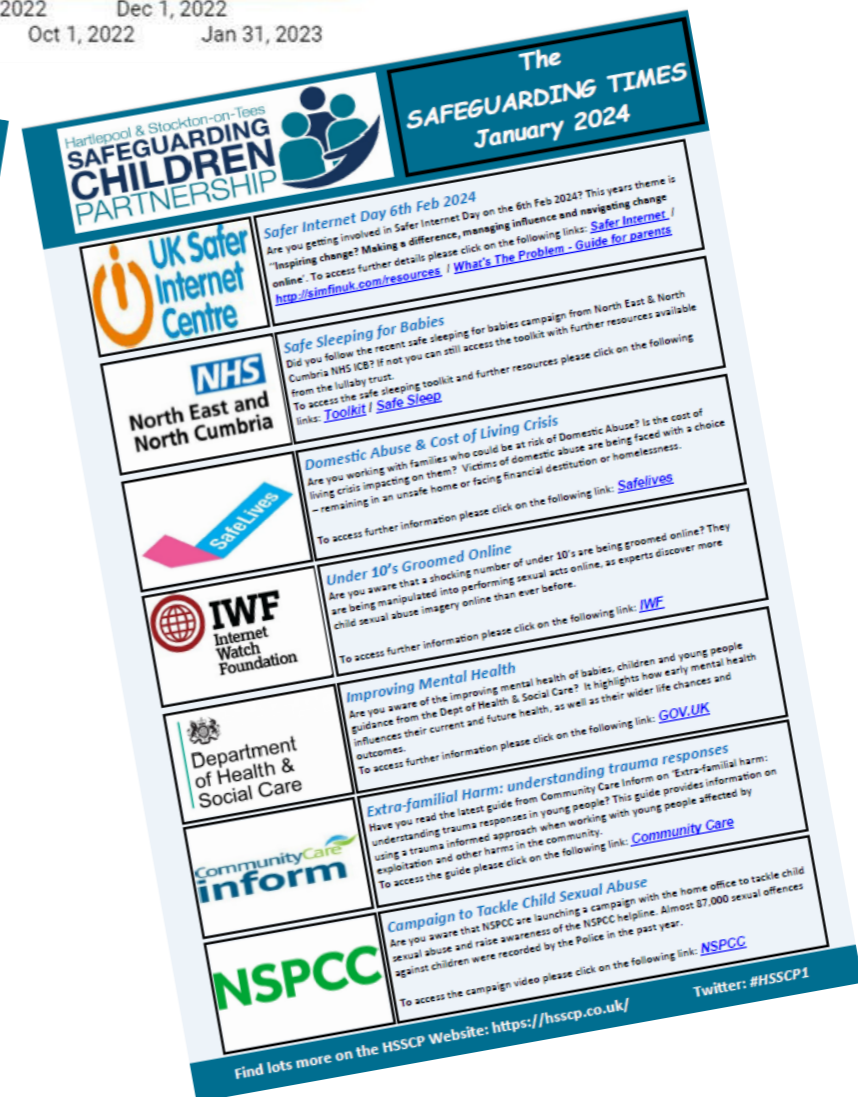 2022 Dec 1, 2022
Oct 1, 2022 Jan 31, 2023
Hartlepool & Stockton-on-Tees
SAFEGUARDING
CHILDREN
PARTNERSHIP
The
SAFEGUARDING TIMES
January 2024
UK Safer
Internet
Centre
Safer Internet Day 6th Feb 2024
Are you getting involved in Safer Internet Day on the 6th Feb 2024? This years theme is
"Inspiring change? Making a difference, managing influence and navigating change
online'. To access further details please click on the following links: Safer Internet /
http://simfinuk.com/resources / What's The Problem - Guide for parents
NHS
North East and
North Cumbria
Safe Sleeping for Babies
Did you follow the recent safe sleeping for babies campaign from North East & North
Cumbria NHS ICB? If not you can still access the toolkit with further resources available
from the lullaby trust.
To access the safe sleeping toolkit and further resources please click on the following
links: Toolkit / Safe Sleep
SafeLives
Domestic Abuse & Cost of Living Crisis
Are you working with families who could be at risk of Domestic Abuse? Is the cost of
living crisis impacting on them? Victims of domestic abuse are being faced with a choice
– remaining in an unsafe home or facing financial destitution or homelessness.
To access further information please click on the following link: Safelives
IWF
Internet
Watch
Foundation
Under 10's Groomed Online
Are you aware that a shocking number of under 10's are being groomed online? They
are being manipulated into performing sexual acts online, as experts discover more
child sexual abuse imagery online than ever before.
To access further information please click on the following link: IWF
Department
of Health &
Social Care
Improving Mental Health
Are you aware of the improving mental health of babies, children and young people
guidance from the Dept of Health & Social Care? It highlights how early mental health
influences their current and future health, as well as their wider life chances and
outcomes.
To access further information please click on the following link: GOV.UK
CommunityCare
inform
Extra-familial Harm: understanding trauma responses
Have you read the latest guide from Community Care Inform on 'Extra-familial harm:
understanding trauma responses in young people? This guide provides information on
using a trauma informed approach when working with young people affected by
exploitation and other harms in the community.
To access the guide please click on the following link: Community Care
NSPCC
Campaign to Tackle Child Sexual Abuse
Are you aware that NSPCC are launching a campaign with the home office to tackle child
sexual abuse and raise awareness of the NSPCC helpline. Almost 87,000 sexual offences
against children were recorded by the Police in the past year.
To access the campaign video please click on the following link: NSPCC
Find lots more on the HSSCP Website: https://hsscp.co.uk/ Twitter: #HSSCP1